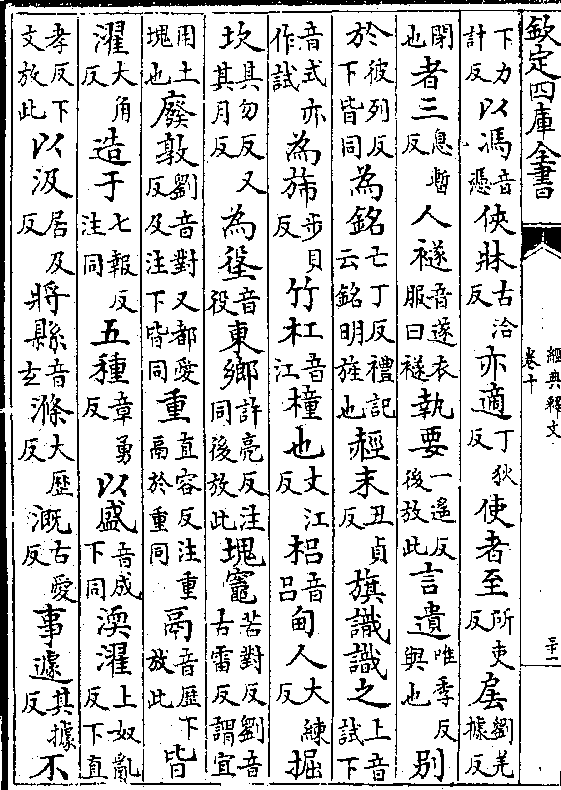 欽定四庫全書 經典釋文 卷十 三十一
下力計反以馮音憑俠牀古洽反亦適丁狄反使者至所吏反劉羌據反
閉也者三息暫反人襚音遂衣服曰襚執要一遥反後放此言遺唯季反與也别
於彼列反下皆同為銘亡丁反禮記云銘明旌也赬末丑貞反旗識識之上音試下
音式亦作試為斾步貝反竹杠音江橦也丈江反梠音吕甸人大練反掘
坎其勿反又其月反為垼音役東鄉許亮反注同後放此塊竈苦對反劉音古雷反謂宜
用土塊也廢敦劉音對又都愛反及注下皆同重直容反注重鬲於重同鬲音歷下放此皆
濯大角反造于七報反注同五種章勇反以盛音成下同渜濯上奴亂反下直
孝反下文放此以汲居及反將縣音玄滌大歷反溉古愛反事遽其據反不